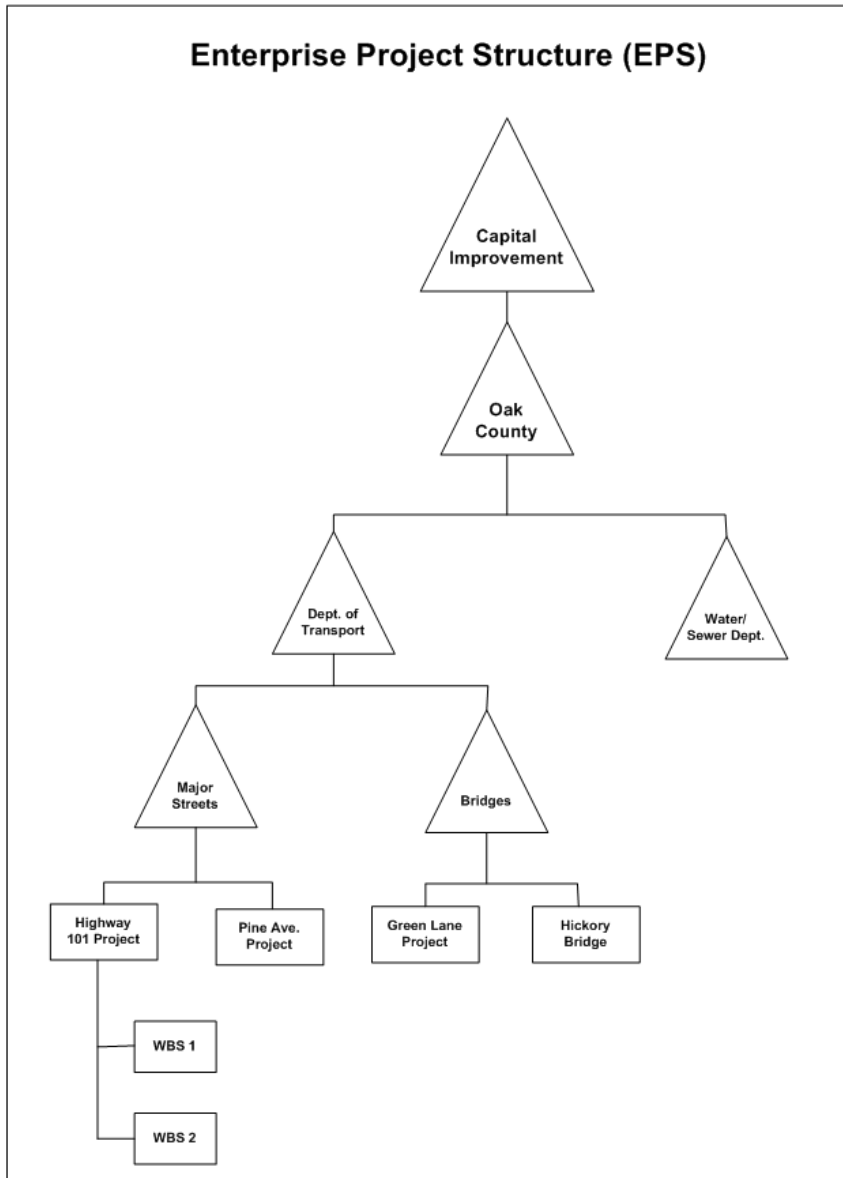 Enterprise Project Structure (EPS)
Capital
Improvement
Oak
County
Dept. of
Transport
Water/
Sewer Dept.
Major
Streets
Bridges
Highway
101 Project
Pine Ave.
Project
Green Lane
Project
Hickory
Bridge
WBS 1
WBS 2